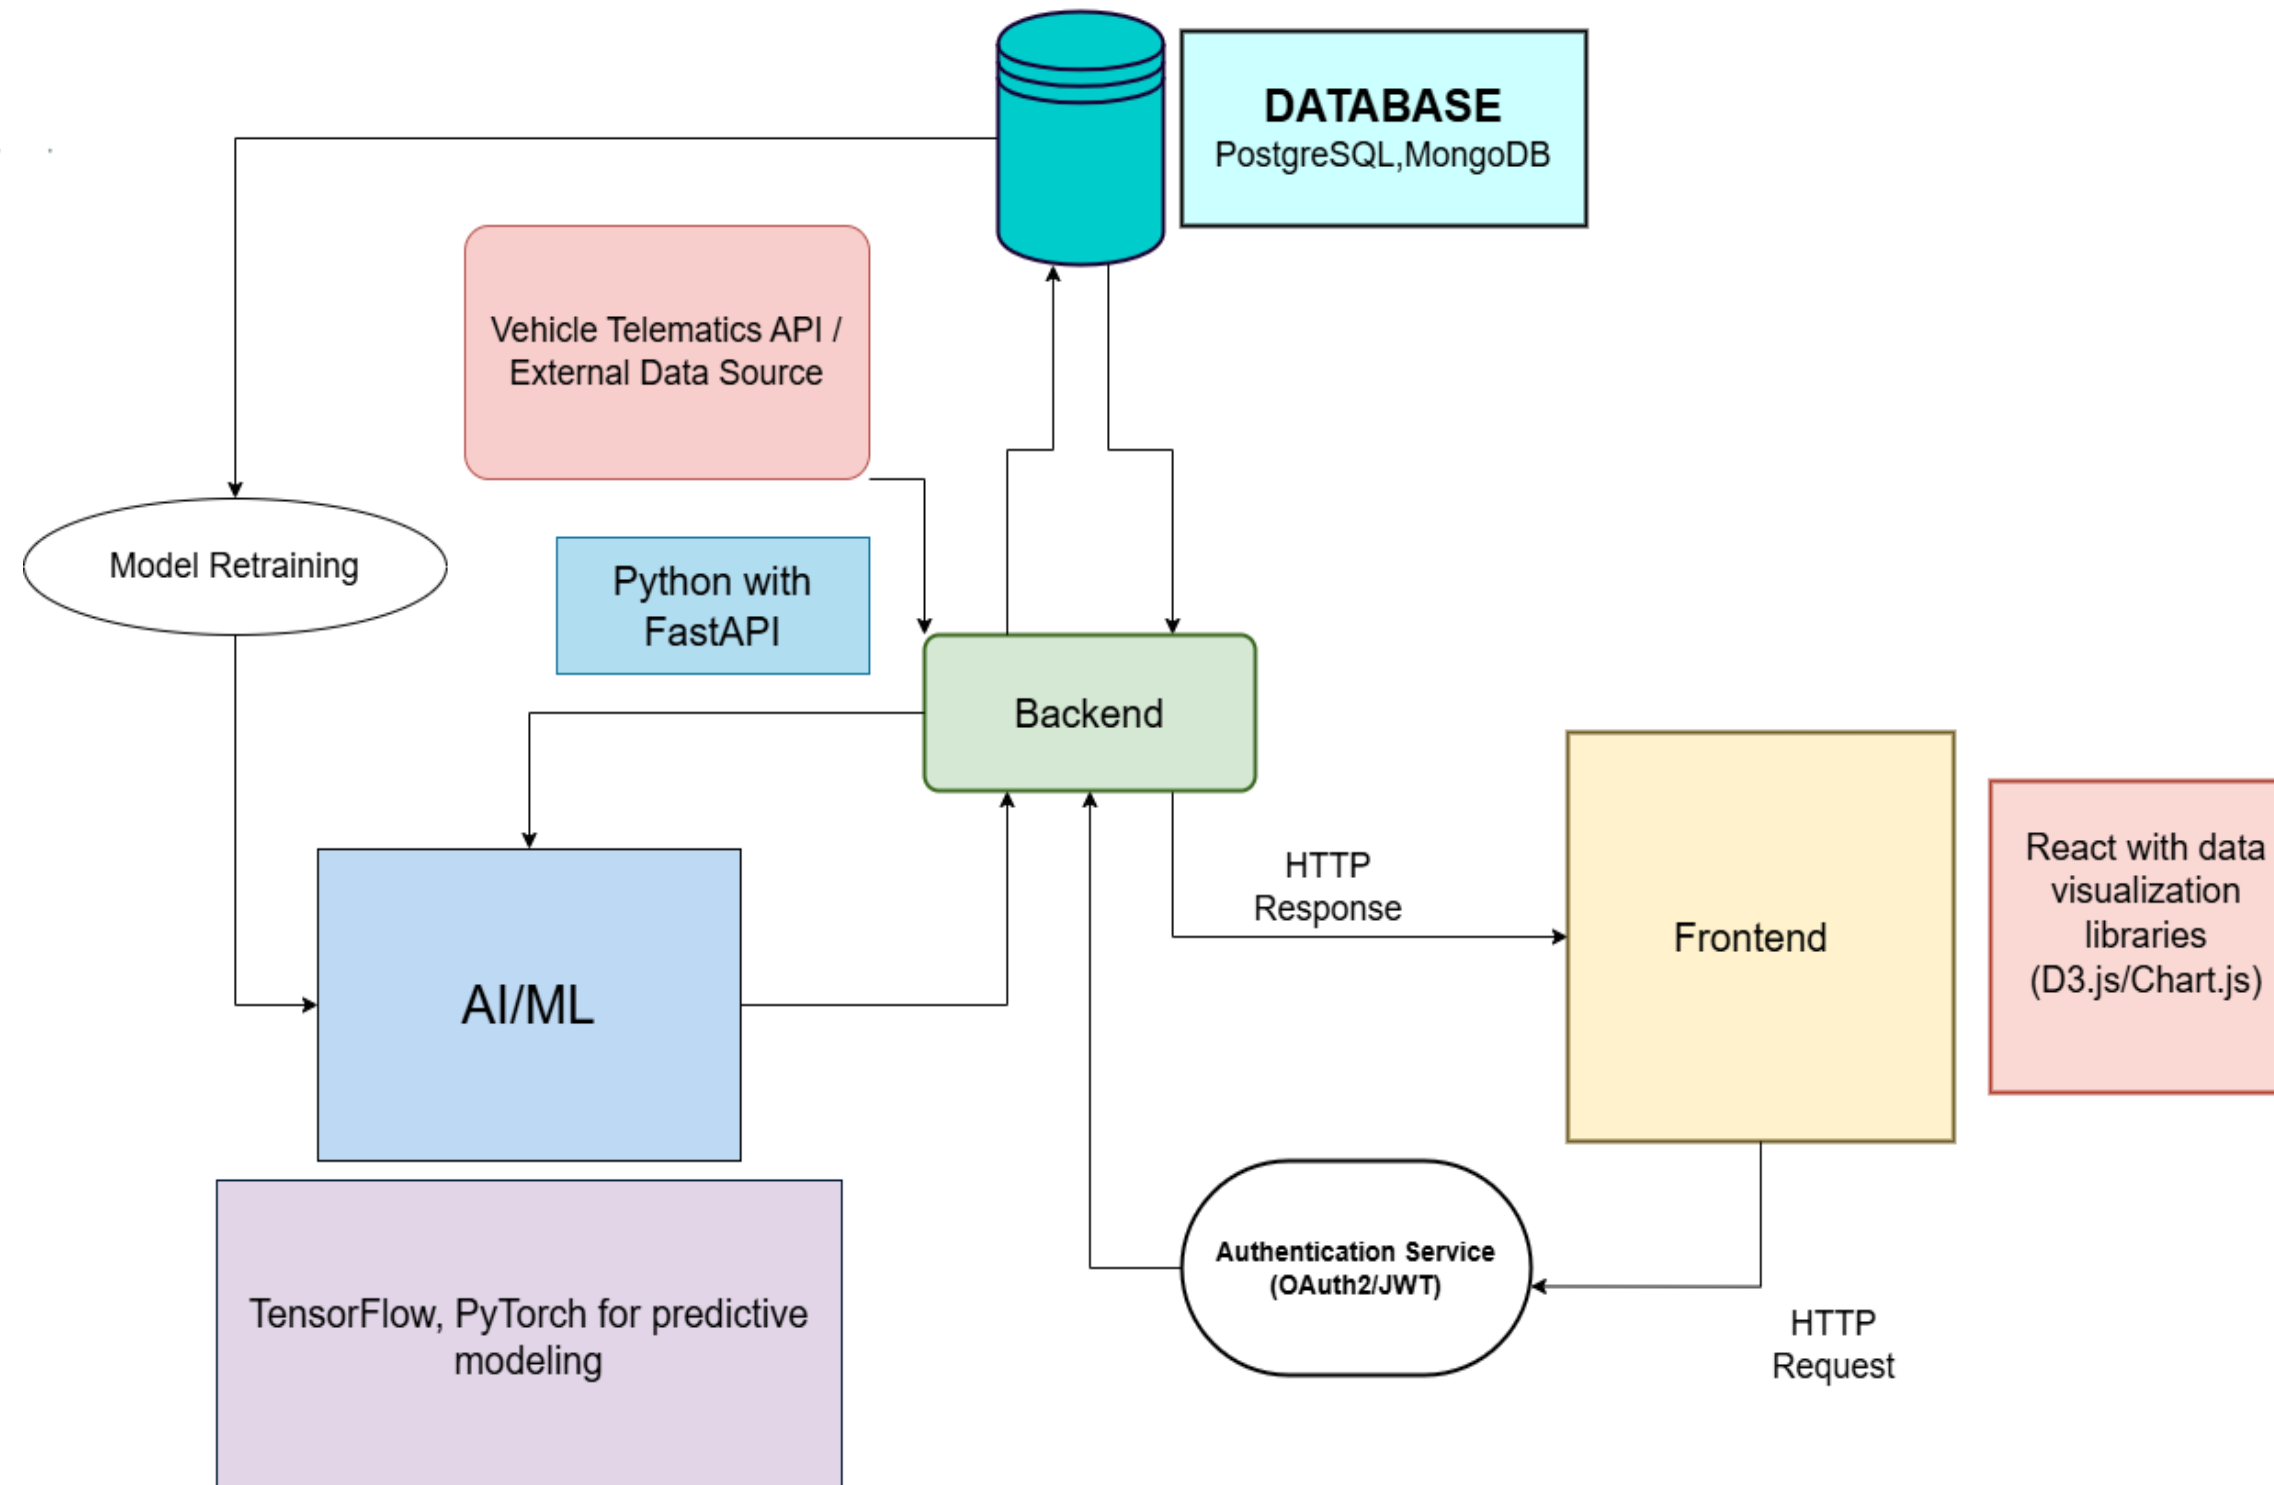 DATABASE
PostgreSQL,MongoDB
Vehicle Telematics API /
External Data Source
Model Retraining
Python with
FastAPI
Backend
HTTP
Response
Frontend
React with data
visualization
libraries
(D3.js/Chart.js)
AI/ML
Authentication Service
(OAuth2/JWT)
HTTP
Request
TensorFlow, PyTorch for predictive
modeling